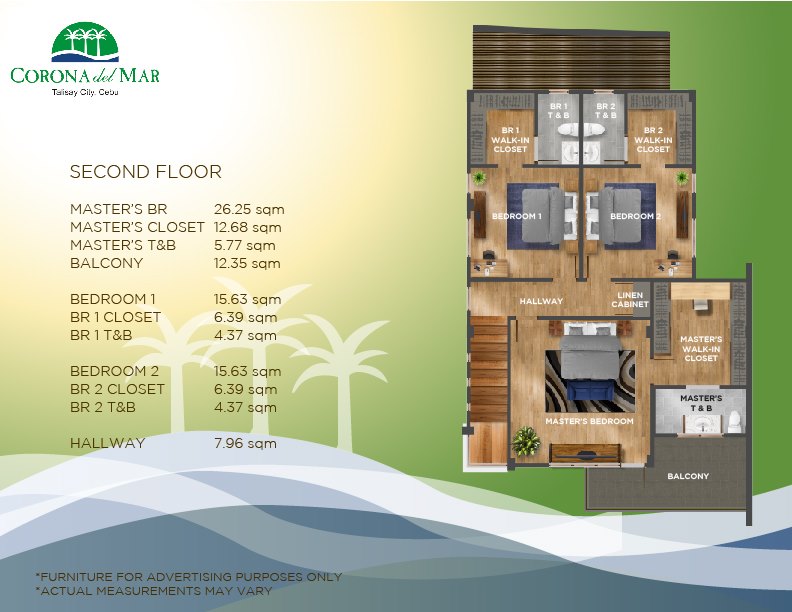 CORONA del MAR
Talisay City, Cebu
SECOND FLOOR
MASTER'S BR 26.25 sqm
MASTER'S CLOSET 12.68 sqm
MASTER'S T&B 5.77 sqm
BALCONY 12.35 sqm
BEDROOM 1 15.63 sqm
BR 1 CLOSET 6.39 sqm
BR 1 T&B 4.37 sqm
BEDROOM 2 15.63 sqm
BR 2 CLOSET 6.39 sqm
BR 2 T&B 4.37 sqm
HALLWAY 7.96 sqm
BR 1
T & B
BR 2
T & B
BR 1
WALK-IN
CLOSET
BR 2
WALK-IN
CLOSET
BEDROOM 1
BEDROOM 2
HALLWAY
LINEN
CABINET
MASTER'S
WALK-IN
CLOSET
MASTER'S
T & B
MASTER'S BEDROOM
BALCONY
*FURNITURE FOR ADVERTISING PURPOSES ONLY
*ACTUAL MEASUREMENTS MAY VARY